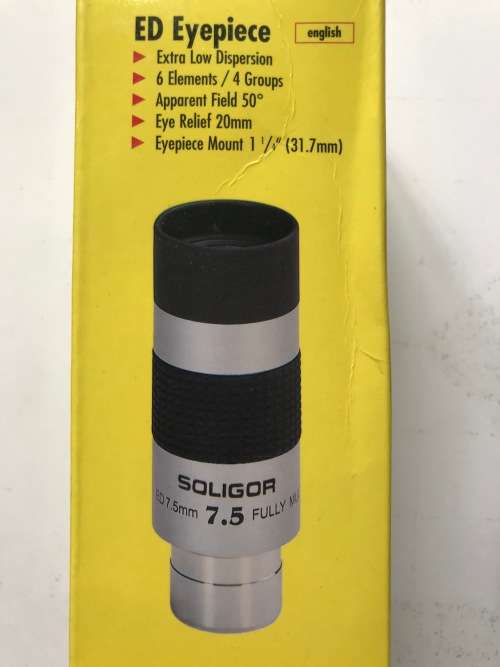 ED Eyepiece
english
Extra Low Dispersion
6 Elements / 4 Groups
Apparent Field 50°
Eye Relief 20mm
Eyepiece Mount 1 1/4" (31.7mm)
SOLIGOR
ED 7.5mm 7.5 FULLY